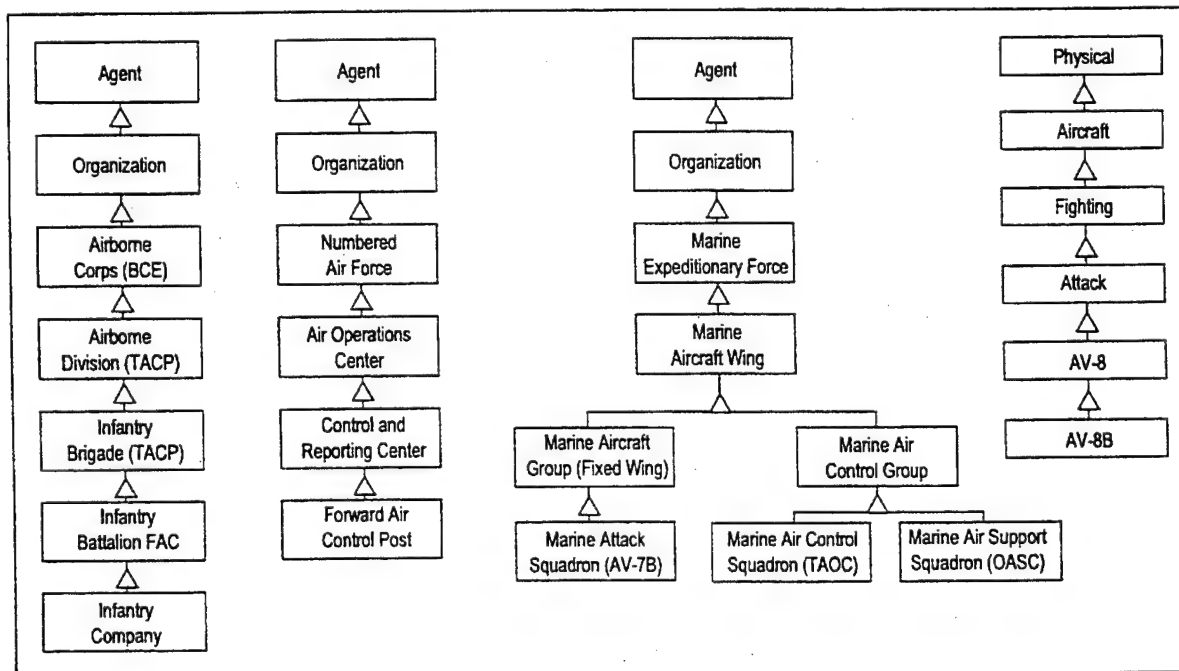 Agent
Organization
Airborne
Corps (BCE)
Airborne
Division (TACP)
Infantry
Brigade (TACP)
Infantry
Battalion FAC
Infantry
Company
Agent
Organization
Numbered
Air Force
Air Operations
Center
Control and
Reporting Center
Forward Air
Control Post
Agent
Organization
Marine
Expeditionary Force
Marine
Aircraft Wing
Marine Aircraft
Group (Fixed Wing)
Marine Attack
Squadron (AV-7B)
Marine Air
Control Group
Marine Air Control
Squadron (TAOC)
Marine Air Support
Squadron (OASC)
Physical
Aircraft
Fighting
Attack
AV-8
AV-8B